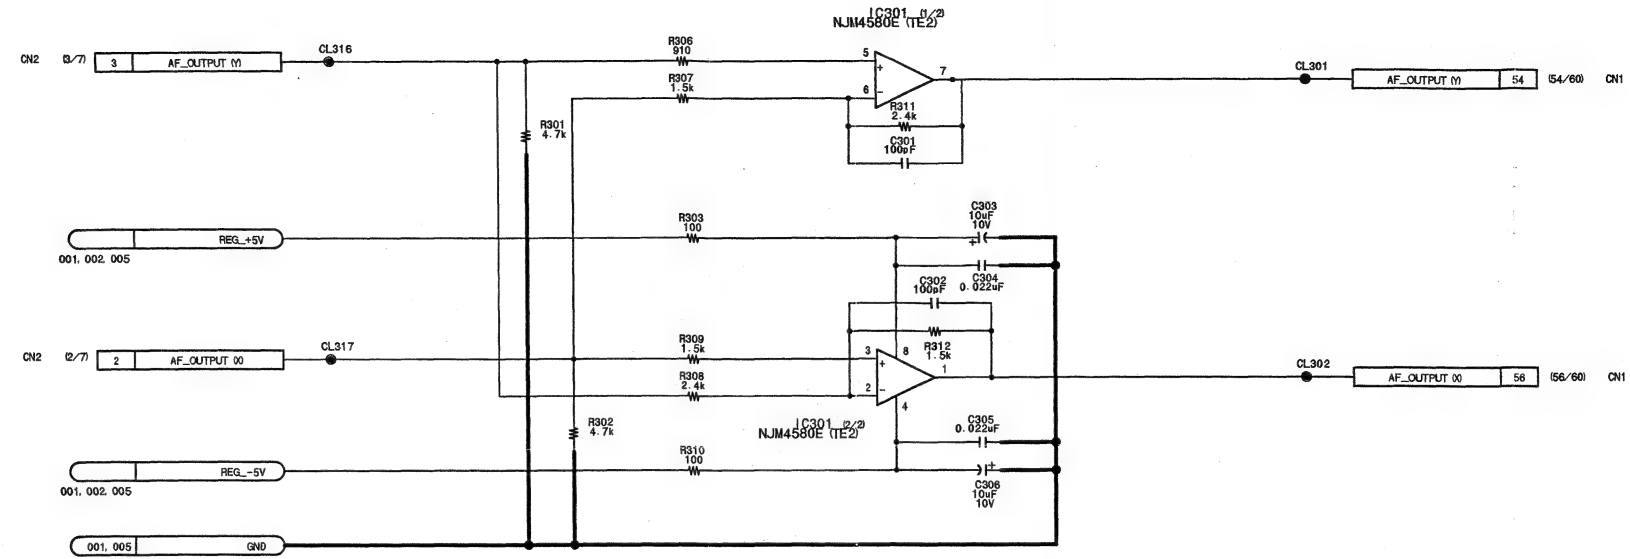 IC301 (1/2)
NJM4580E (TE2)
CN2 (3/7) 3 AF_OUTPUT (Y)
CL316
R306
910
5
+
7
R307
1.5k
6
−
CL301
AF_OUTPUT (Y) 54 (54/60) CN1
R311
2.4k
C301
100pF
R301
4.7k
REG_+5V
001, 002, 005
R303
100
C303
10uF
10V
+
C304
0.022uF
C302
100pF
CN2 (2/7) 2 AF_OUTPUT (X)
CL317
R309
1.5k
3
+
8
R312
1.5k
1
R308
2.4k
2
−
4
CL302
AF_OUTPUT (X) 56 (56/60) CN1
IC301 (2/2)
NJM4580E (TE2)
R302
4.7k
C305
0.022uF
REG_-5V
001, 002, 005
R310
100
+
C306
10uF
10V
001, 005 GND